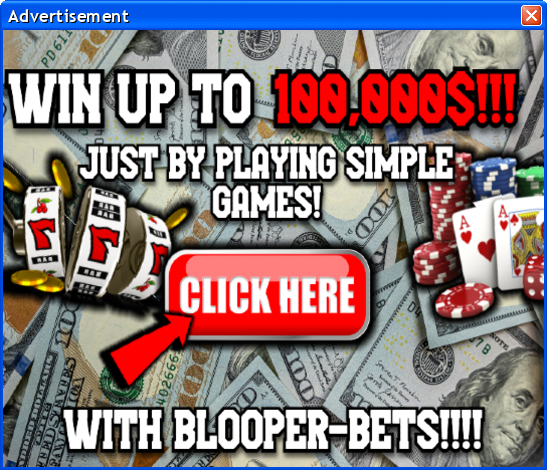 Advertisement
WIN UP TO 100,000$!!!
JUST BY PLAYING SIMPLE
GAMES!
CLICK HERE
WITH BLOOPER-BETS!!!!